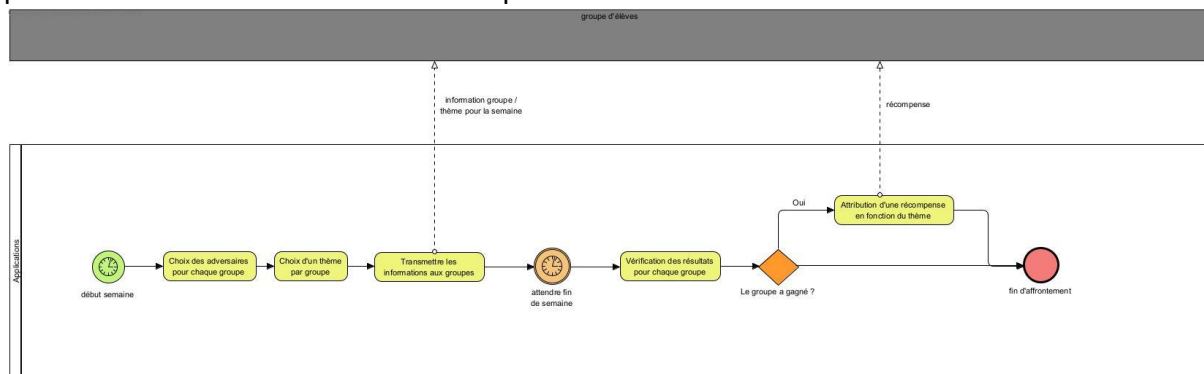 groupe d'élèves
information groupe /
thème pour la semaine
récompense
Applications
début semaine
Choix des adversaires
pour chaque groupe
Choix d'un thème
par groupe
Transmettre les
informations aux groupes
attendre fin
de semaine
Vérification des résultats
pour chaque groupe
Le groupe a gagné ?
Oui
Attribution d'une récompense
en fonction du thème
fin d'affrontement